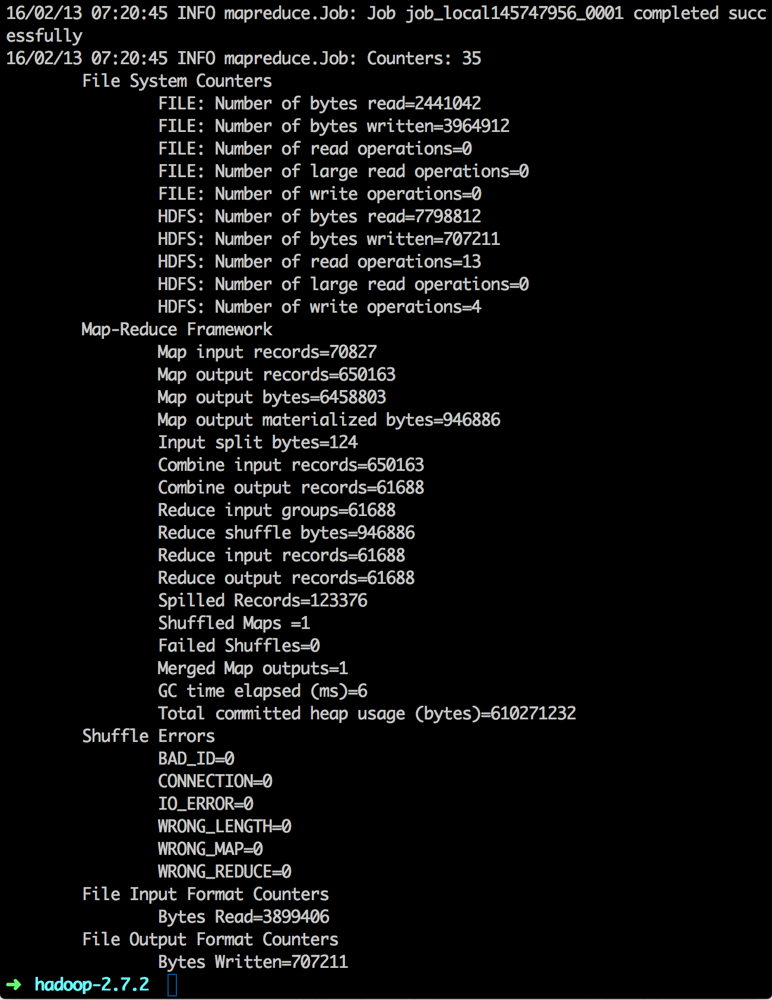 16/02/13 07:20:45 INFO mapreduce.Job: Job job_local145747956_0001 completed succ
essfully
16/02/13 07:20:45 INFO mapreduce.Job: Counters: 35
File System Counters
FILE: Number of bytes read=2441042
FILE: Number of bytes written=3964912
FILE: Number of read operations=0
FILE: Number of large read operations=0
FILE: Number of write operations=0
HDFS: Number of bytes read=7798812
HDFS: Number of bytes written=707211
HDFS: Number of read operations=13
HDFS: Number of large read operations=0
HDFS: Number of write operations=4
Map-Reduce Framework
Map input records=70827
Map output records=650163
Map output bytes=6458803
Map output materialized bytes=946886
Input split bytes=124
Combine input records=650163
Combine output records=61688
Reduce input groups=61688
Reduce shuffle bytes=946886
Reduce input records=61688
Reduce output records=61688
Spilled Records=123376
Shuffled Maps =1
Failed Shuffles=0
Merged Map outputs=1
GC time elapsed (ms)=6
Total committed heap usage (bytes)=610271232
Shuffle Errors
BAD_ID=0
CONNECTION=0
IO_ERROR=0
WRONG_LENGTH=0
WRONG_MAP=0
WRONG_REDUCE=0
File Input Format Counters
Bytes Read=3899406
File Output Format Counters
Bytes Written=707211
➜ hadoop-2.7.2